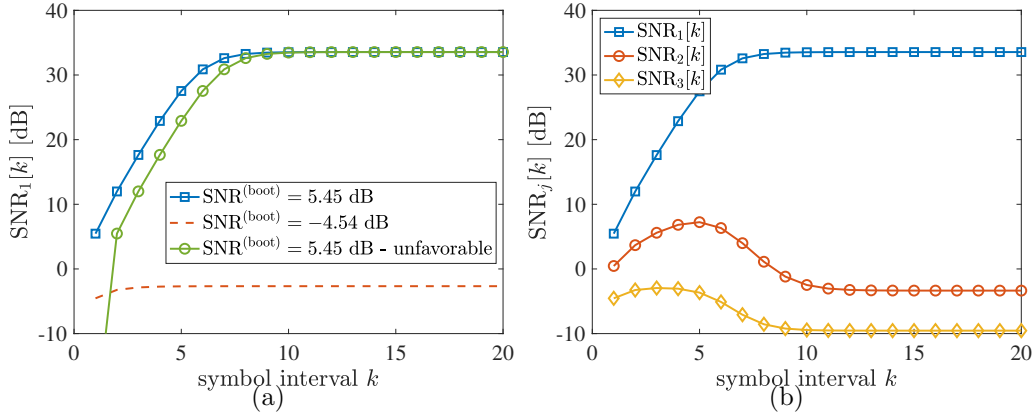 40
30
20
10
0
-10
0
5
10
15
20
SNR₁[k] [dB]
symbol interval k
SNR⁽ᵇᵒᵒᵗ⁾ = 5.45 dB
SNR⁽ᵇᵒᵒᵗ⁾ = −4.54 dB
SNR⁽ᵇᵒᵒᵗ⁾ = 5.45 dB - unfavorable
(a)
40
30
20
10
0
-10
0
5
10
15
20
SNRⱼ[k] [dB]
symbol interval k
SNR₁[k]
SNR₂[k]
SNR₃[k]
(b)